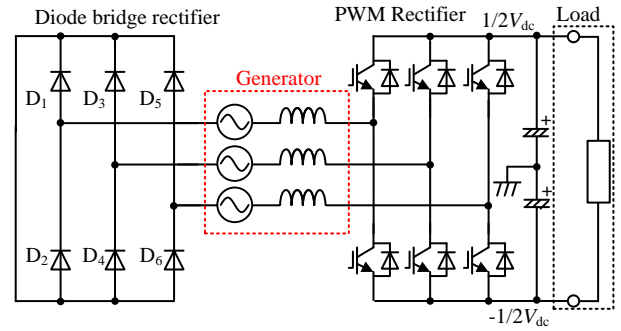 Diode bridge rectifier
PWM Rectifier
1/2V_dc
Load
Generator
D_1
D_3
D_5
+
+
D_2
D_4
D_6
-1/2V_dc